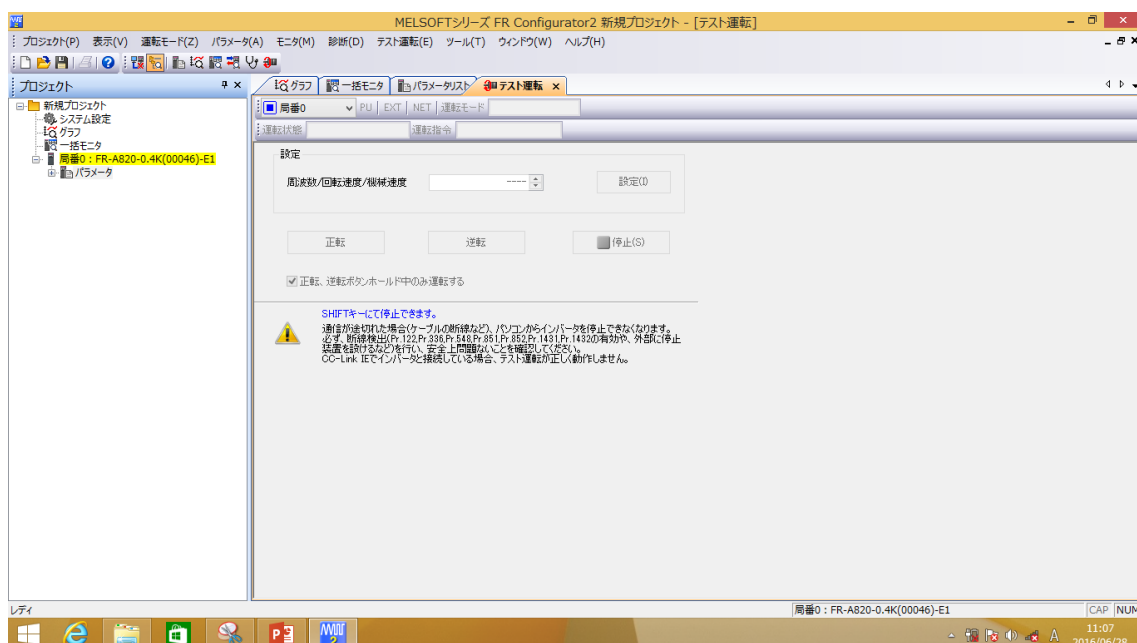 MELSOFTシリーズ FR Configurator2 新規プロジェクト - [テスト運転]
プロジェクト(P) 表示(V) 運転モード(Z) パラメータ(A) モニタ(M) 診断(D) テスト運転(E) ツール(T) ウィンドウ(W) ヘルプ(H)
プロジェクト
グラフ 一括モニタ パラメータリスト テスト運転
新規プロジェクト
システム設定
グラフ
一括モニタ
局番0 : FR-A820-0.4K(00046)-E1
パラメータ
局番0 PU EXT NET 運転モード
運転状態 運転指令
設定
周波数/回転速度/機械速度 ---- 設定(I)
正転 逆転 停止(S)
正転、逆転ボタンホールド中のみ運転する
SHIFTキーにて停止できます。
通信が途切れた場合(ケーブルの断線など)、パソコンからインバータを停止できなくなります。
必ず、断線検出(Pr.122,Pr.336,Pr.548,Pr.851,Pr.852,Pr.1431,Pr.1432の有効や、外部に停止
装置を設けるなど)を行い、安全上問題ないことを確認してください。
CC-Link IEでインバータと接続している場合、テスト運転が正しく動作しません。
レディ 局番0 : FR-A820-0.4K(00046)-E1 CAP NUM
A 11:07
2016/06/28